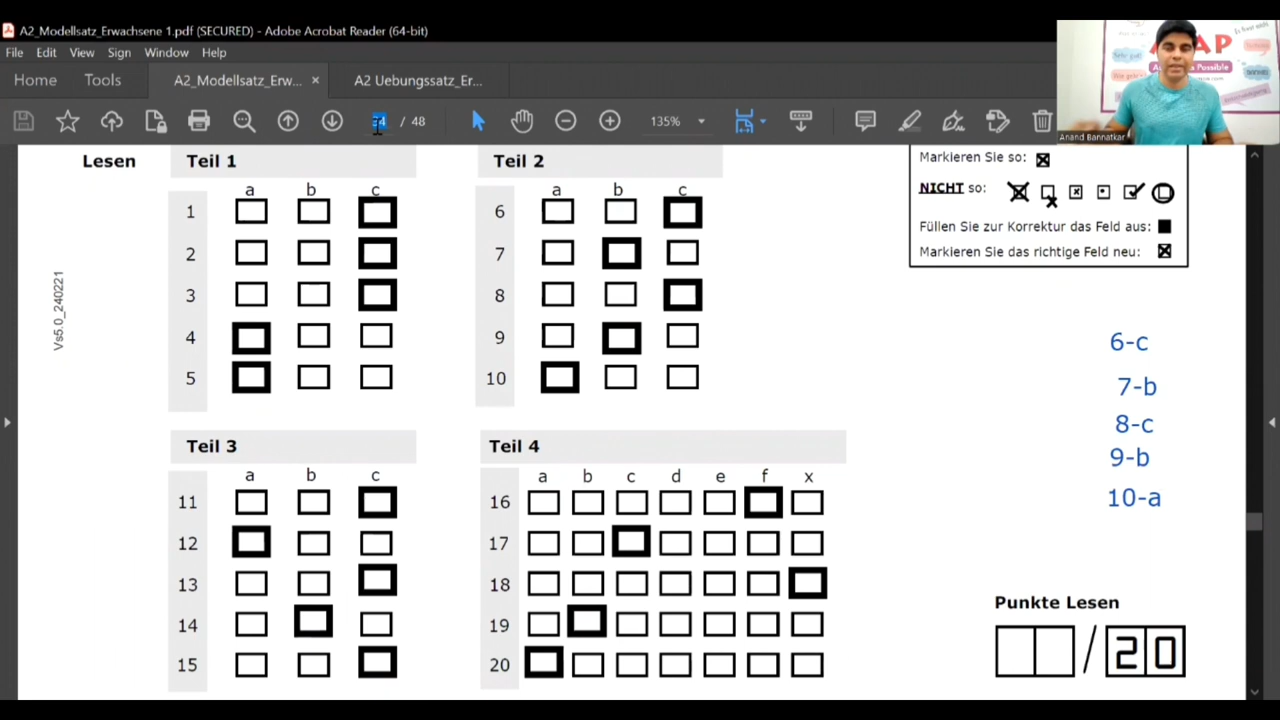 A2_Modellsatz_Erwachsene 1.pdf (SECURED) - Adobe Acrobat Reader (64-bit)
File Edit View Sign Window Help
Home Tools A2_Modellsatz_Erw... × A2 Uebungssatz_Er...
/ 48 135%
Anand Bannatkar
Lesen
Teil 1
a b c
1
2
3
4
5
Teil 2
a b c
6
7
8
9
10
Markieren Sie so:
NICHT so:
Füllen Sie zur Korrektur das Feld aus:
Markieren Sie das richtige Feld neu:
Vs5.0_240221
6-c
7-b
8-c
9-b
10-a
Teil 3
a b c
11
12
13
14
15
Teil 4
a b c d e f x
16
17
18
19
20
Punkte Lesen
/ 20